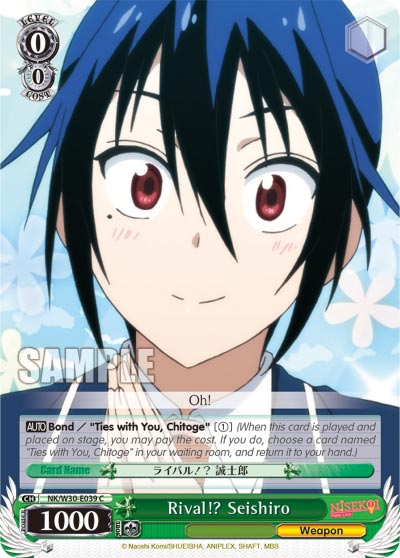 LEVEL
0
0
COST
SAMPLE
Oh!
AUTO Bond ／ "Ties with You, Chitoge" [①] (When this card is played and
placed on stage, you may pay the cost. If you do, choose a card named
"Ties with You, Chitoge" in your waiting room, and return it to your hand.)
Card Name
ライバル！？ 誠士郎
CH NK/W30-E039 C
POWER 1000
Rival!? Seishiro
NISEKOI
Weapon
© Naoshi Komi/SHUEISHA, ANIPLEX, SHAFT, MBS